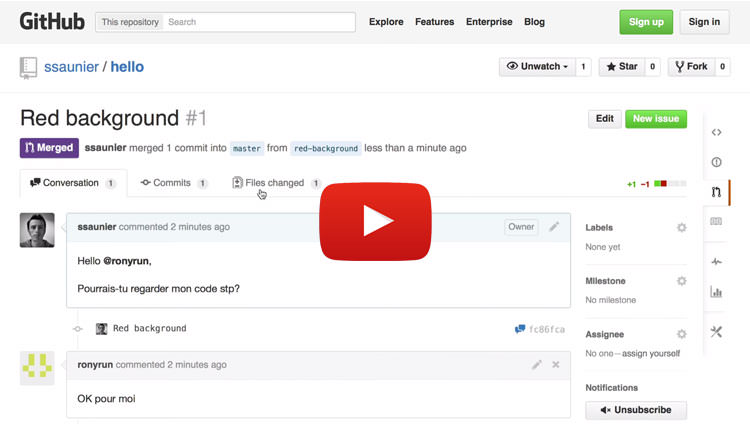 GitHub This repository Search Explore Features Enterprise Blog Sign up Sign in
ssaunier / hello Unwatch 1 Star 0 Fork 0
Red background #1 Edit New issue
Merged ssaunier merged 1 commit into master from red-background less than a minute ago
Conversation 1 Commits 1 Files changed 1 +1 −1
ssaunier commented 2 minutes ago Owner
Hello @ronyrun,
Pourrais-tu regarder mon code stp?
Red background fc86fca
ronyrun commented 2 minutes ago
OK pour moi
Labels
None yet
Milestone
No milestone
Assignee
No one—assign yourself
Notifications
Unsubscribe